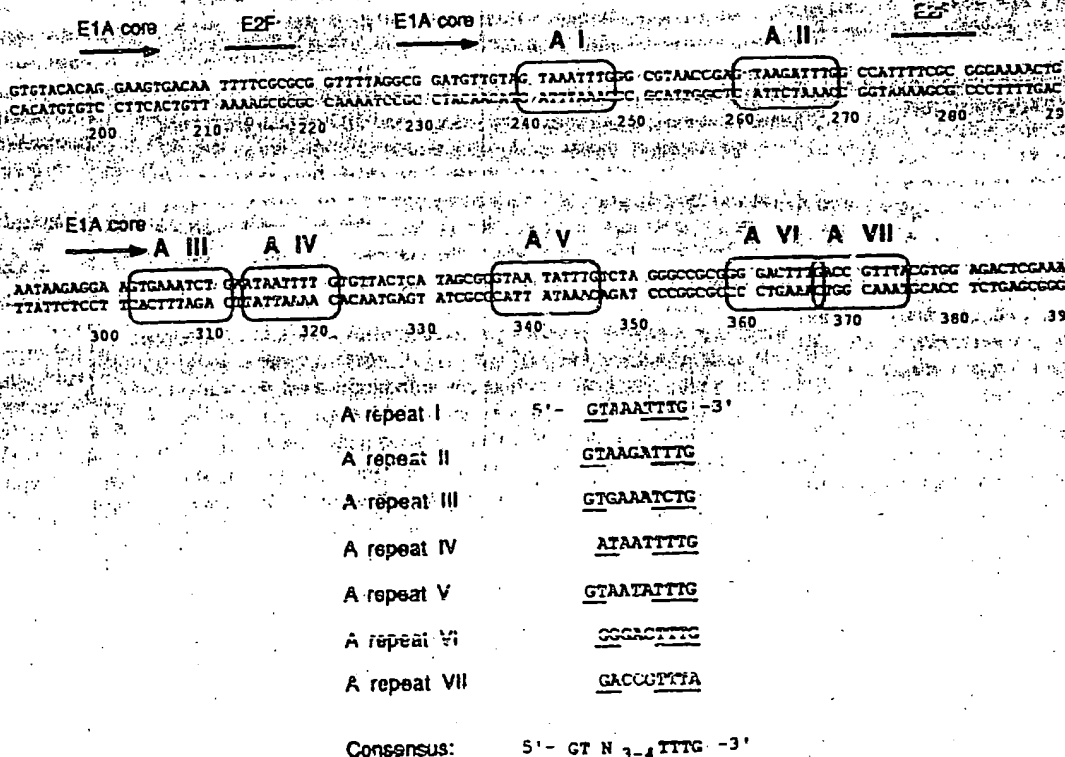 E1A core E2F E1A core A I A II E2F
GTGTACACAG GAAGTGACAA TTTTCGCGCG GTTTTAGGCG GATGTTGTAG TAAATTTGGG CGTAACCGAG TAAGATTTGG CCATTTTCGC GGGAAAACTG
CACATGTGTC CTTCACTGTT AAAAGCGCGC CAAAATCCGC CTACAACATC ATTTAAACCC GCATTGGCTC ATTCTAAACC GGTAAAAGCG CCCTTTTGAC
200 210 220 230 240 250 260 270 280 29
E1A core A III A IV A V A VI A VII
AATAAGAGGA AGTGAAATCT GAATAATTTT GTGTTACTCA TAGCGCGTAA TATTTGTCTA GGGCCGCGGG GACTTTGACC GTTTACGTGG AGACTCGAAA
TTATTCTCCT TCACTTTAGA CTTATTAAAA CACAATGAGT ATCGCGCATT ATAAACAGAT CCCGGCGCCC CTGAAACTGG CAAATGCACC TCTGAGCGGG
300 310 320 330 340 350 360 370 380 39
A repeat I 5'- GTAAATTTG -3'
A repeat II GTAAGATTTG
A repeat III GTGAAATCTG
A repeat IV ATAATTTTG
A repeat V GTAATATTTG
A repeat VI GGGACTTTG
A repeat VII GACCGTTTA
Consensus: 5'- GT N 3-4 TTTG -3'